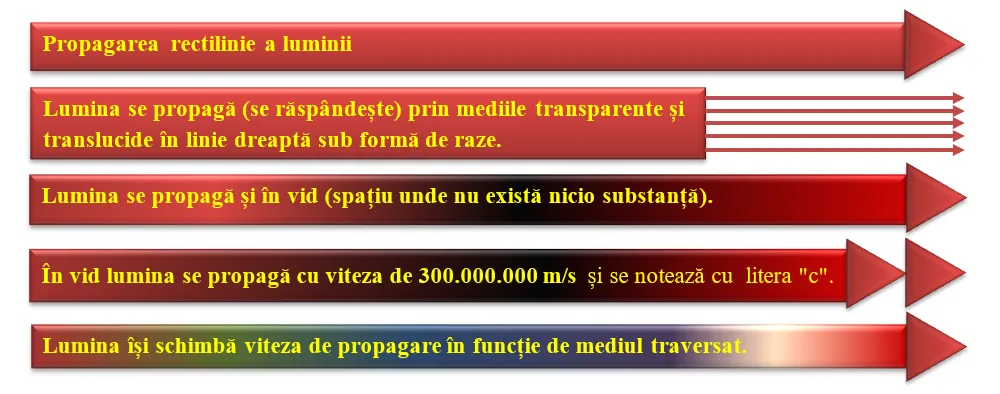 Propagarea rectilinie a luminii
Lumina se propagă (se răspândește) prin mediile transparente și
translucide în linie dreaptă sub formă de raze.
Lumina se propagă și în vid (spațiu unde nu există nicio substanță).
În vid lumina se propagă cu viteza de 300.000.000 m/s și se notează cu litera "c".
Lumina își schimbă viteza de propagare în funcție de mediul traversat.